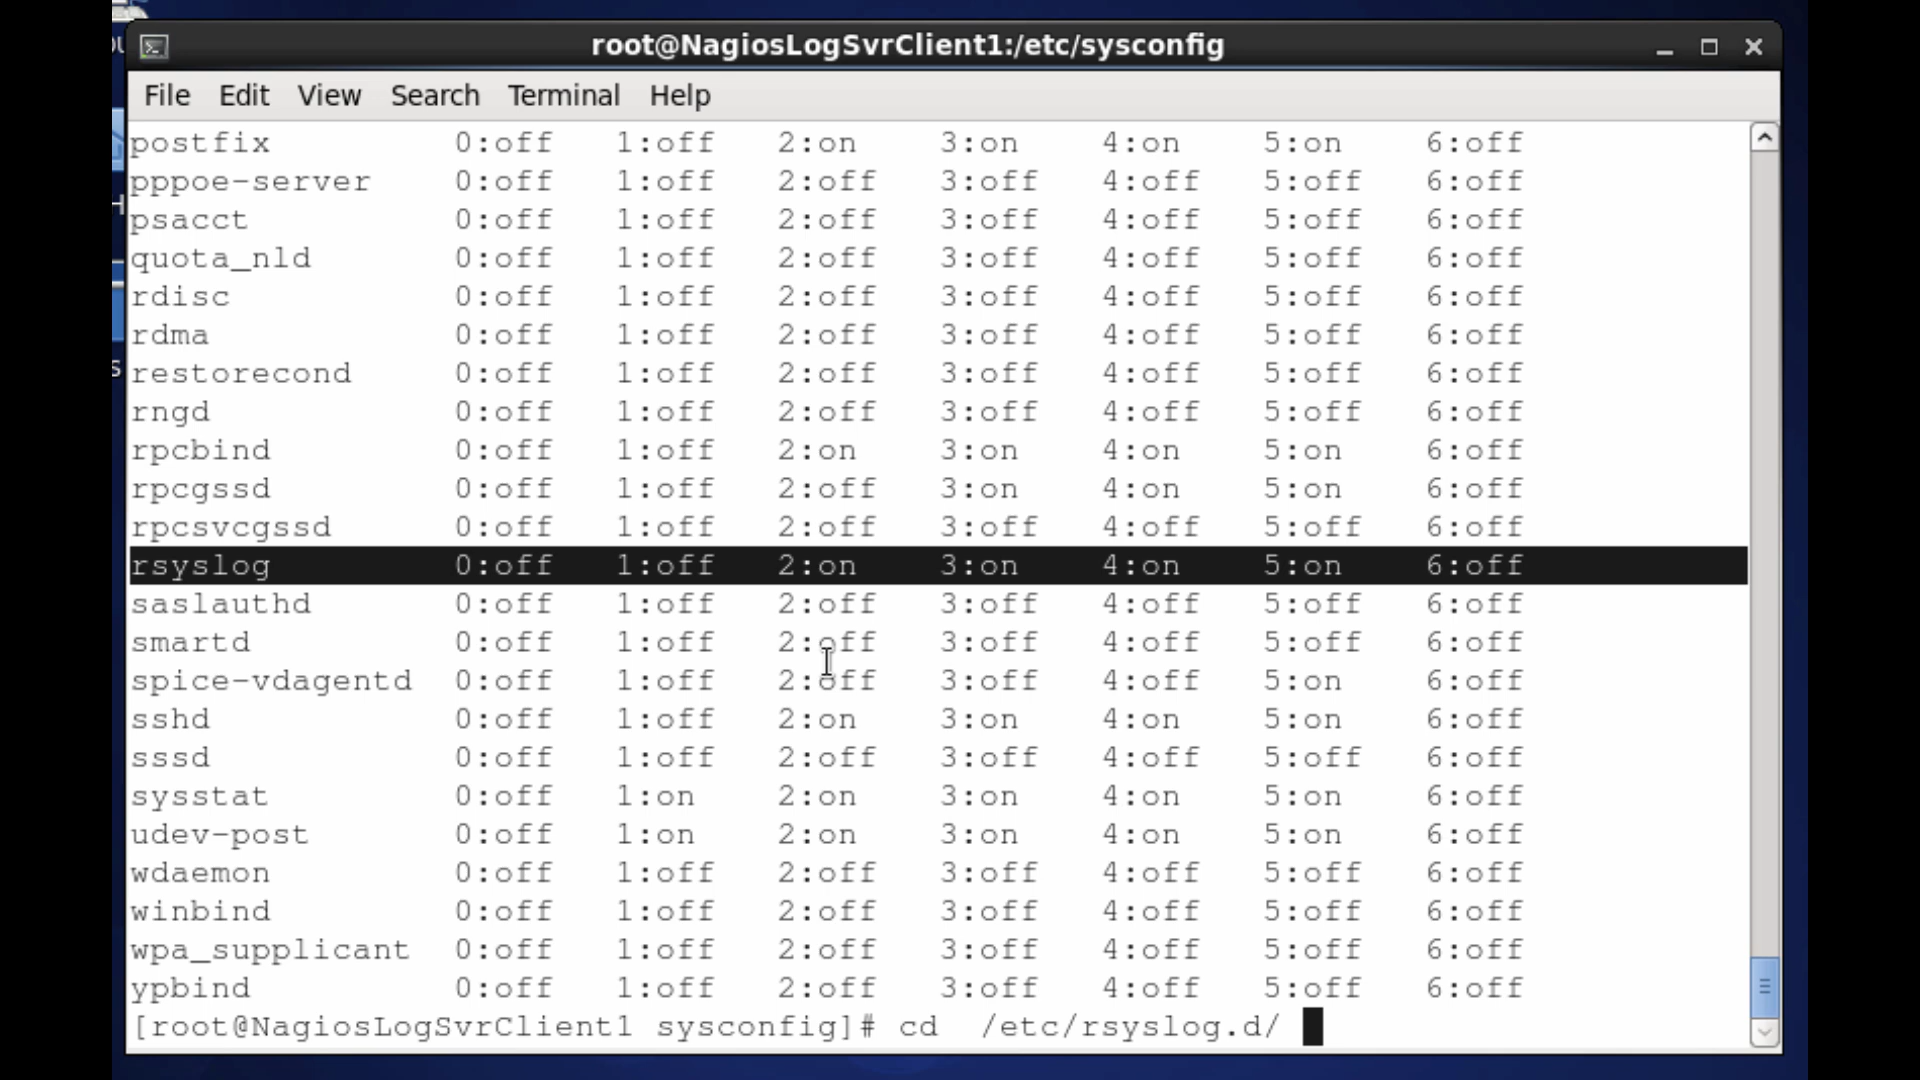 root@NagiosLogSvrClient1:/etc/sysconfig
File Edit View Search Terminal Help
postfix 0:off 1:off 2:on 3:on 4:on 5:on 6:off
pppoe-server 0:off 1:off 2:off 3:off 4:off 5:off 6:off
psacct 0:off 1:off 2:off 3:off 4:off 5:off 6:off
quota_nld 0:off 1:off 2:off 3:off 4:off 5:off 6:off
rdisc 0:off 1:off 2:off 3:off 4:off 5:off 6:off
rdma 0:off 1:off 2:off 3:off 4:off 5:off 6:off
restorecond 0:off 1:off 2:off 3:off 4:off 5:off 6:off
rngd 0:off 1:off 2:off 3:off 4:off 5:off 6:off
rpcbind 0:off 1:off 2:on 3:on 4:on 5:on 6:off
rpcgssd 0:off 1:off 2:off 3:on 4:on 5:on 6:off
rpcsvcgssd 0:off 1:off 2:off 3:off 4:off 5:off 6:off
rsyslog 0:off 1:off 2:on 3:on 4:on 5:on 6:off
saslauthd 0:off 1:off 2:off 3:off 4:off 5:off 6:off
smartd 0:off 1:off 2:off 3:off 4:off 5:off 6:off
spice-vdagentd 0:off 1:off 2:off 3:off 4:off 5:on 6:off
sshd 0:off 1:off 2:on 3:on 4:on 5:on 6:off
sssd 0:off 1:off 2:off 3:off 4:off 5:off 6:off
sysstat 0:off 1:on 2:on 3:on 4:on 5:on 6:off
udev-post 0:off 1:on 2:on 3:on 4:on 5:on 6:off
wdaemon 0:off 1:off 2:off 3:off 4:off 5:off 6:off
winbind 0:off 1:off 2:off 3:off 4:off 5:off 6:off
wpa_supplicant 0:off 1:off 2:off 3:off 4:off 5:off 6:off
ypbind 0:off 1:off 2:off 3:off 4:off 5:off 6:off
[root@NagiosLogSvrClient1 sysconfig]# cd  /etc/rsyslog.d/